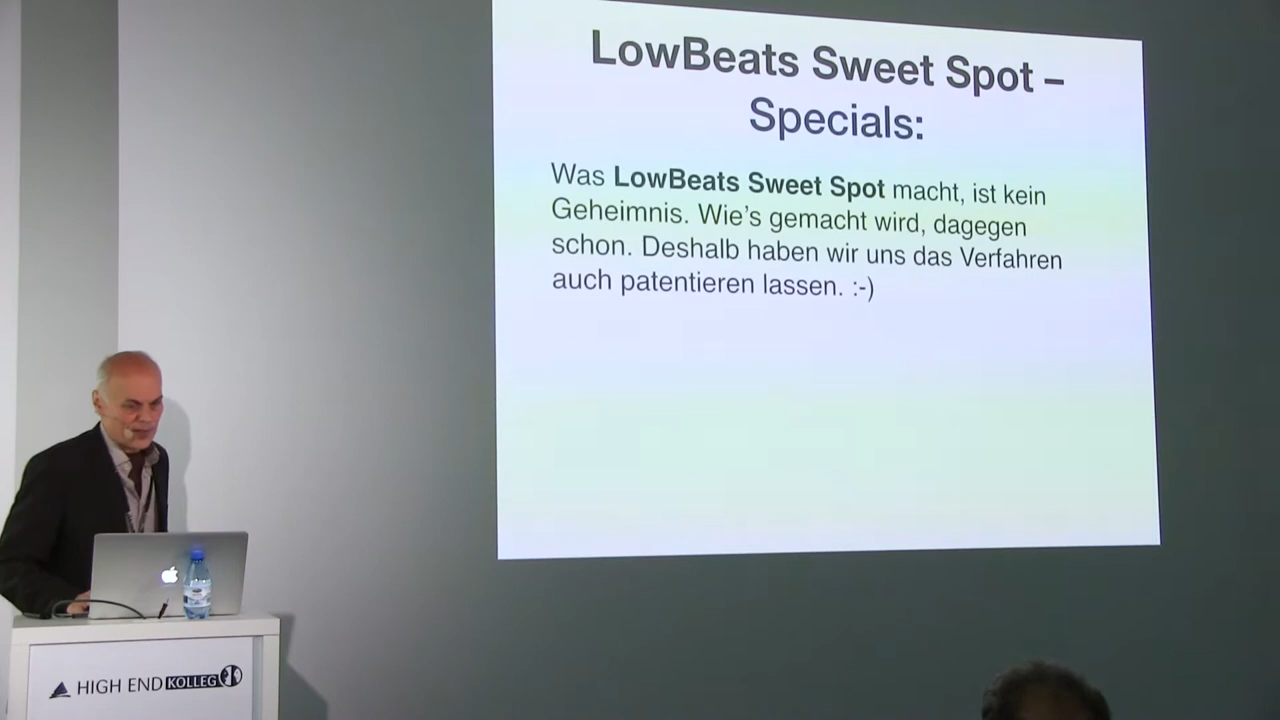 LowBeats Sweet Spot –
Specials:
Was LowBeats Sweet Spot macht, ist kein
Geheimnis. Wie's gemacht wird, dagegen
schon. Deshalb haben wir uns das Verfahren
auch patentieren lassen. :-)
HIGH END KOLLEG